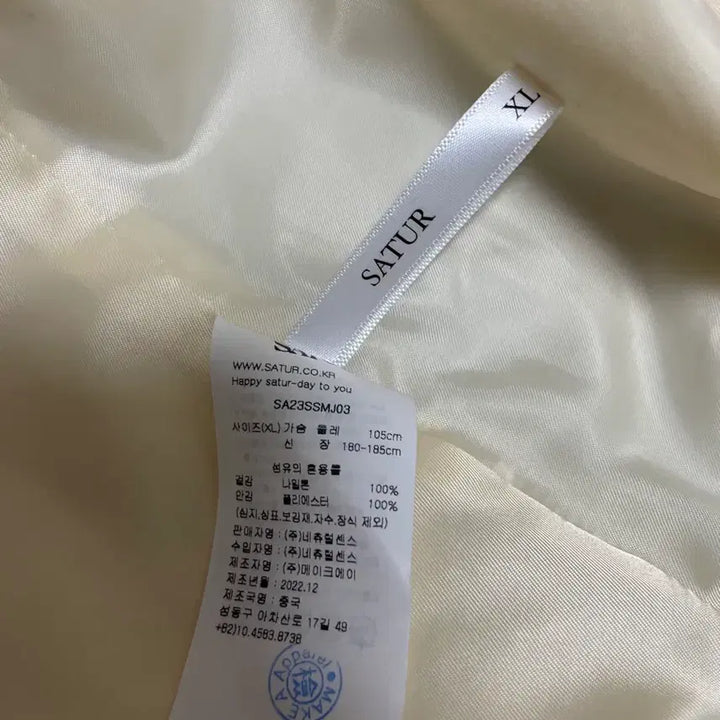 XL
SATUR
WWW.SATUR.CO.KR
Happy satur-day to you
SA23SSMJ03
사이즈(XL) 가슴 둘레 105cm
신 장 180-185cm
섬유의 혼용률
겉감 나일론 100%
안감 폴리에스터 100%
(심지,상표,보김재,자수,장식 제외)
판매자명 : (주)네츄럴센스
수입자명 : (주)네츄럴센스
제조자명 : (주)메이크에이
제조년월 : 2022.12
제조국명 : 중국
성동구 아차산로 17길 49
+82)10.4583.8738
MAKE A Apparel